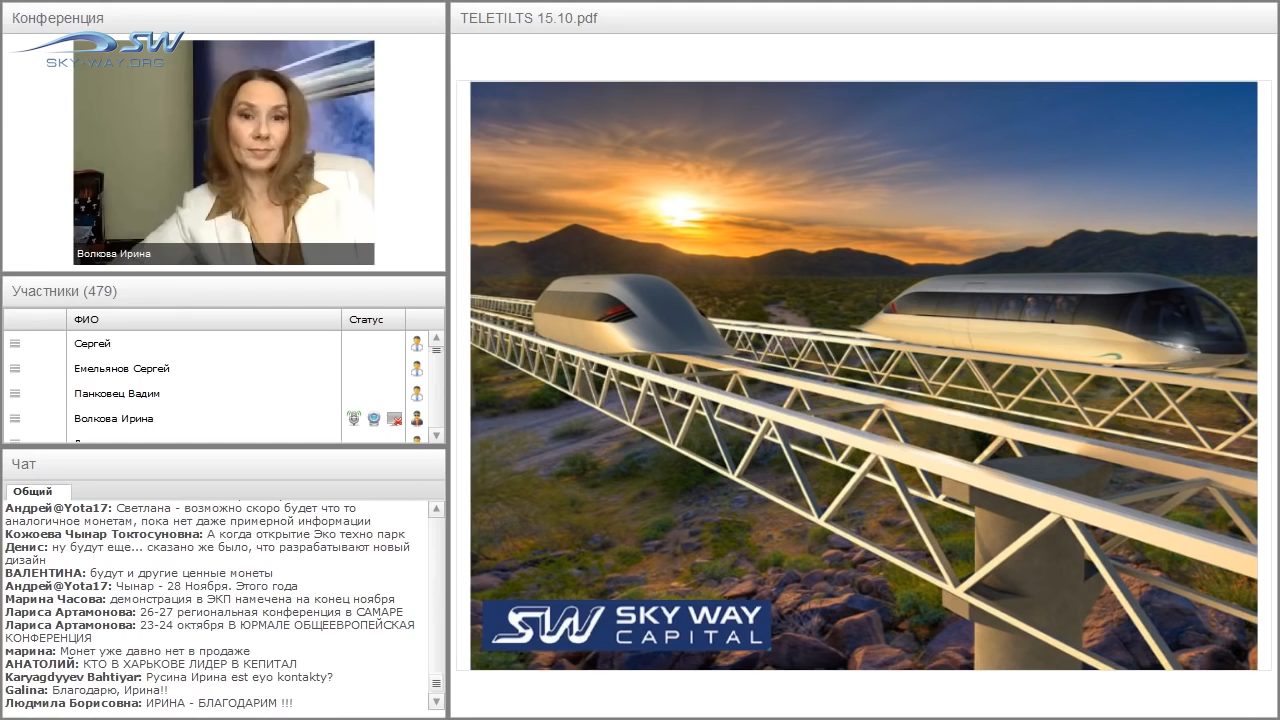 Конференция
SW
SKY-WAY.ORG
Волкова Ирина
Участники (479)
ФИО Статус
Сергей
Емельянов Сергей
Панковец Вадим
Волкова Ирина
Чат
Общий
Андрей@Yota17: Светлана - возможно скоро будет что то
аналогичное монетам, пока нет даже примерной информации
Кожоева Чынар Токтосуновна: А когда открытие Эко техно парк
Денис: ну будут еще... сказано же было, что разрабатывают новый
дизайн
ВАЛЕНТИНА: будут и другие ценные монеты
Андрей@Yota17: Чынар - 28 Ноября. Этого года
Марина Часова: демонстрация в ЭКП намечена на конец ноября
Лариса Артамонова: 26-27 региональная конференция в САМАРЕ
Лариса Артамонова: 23-24 октября В ЮРМАЛЕ ОБЩЕЕВРОПЕЙСКАЯ
КОНФЕРЕНЦИЯ
марина: Монет уже давно нет в продаже
АНАТОЛИЙ: КТО В ХАРЬКОВЕ ЛИДЕР В КЕПИТАЛ
Karyagdyyev Bahtiyar: Русина Ирина est eyo kontakty?
Galina: Благодарю, Ирина!!
Людмила Борисовна: ИРИНА - БЛАГОДАРИМ !!!
TELETILTS 15.10.pdf
SW SKY WAY
CAPITAL